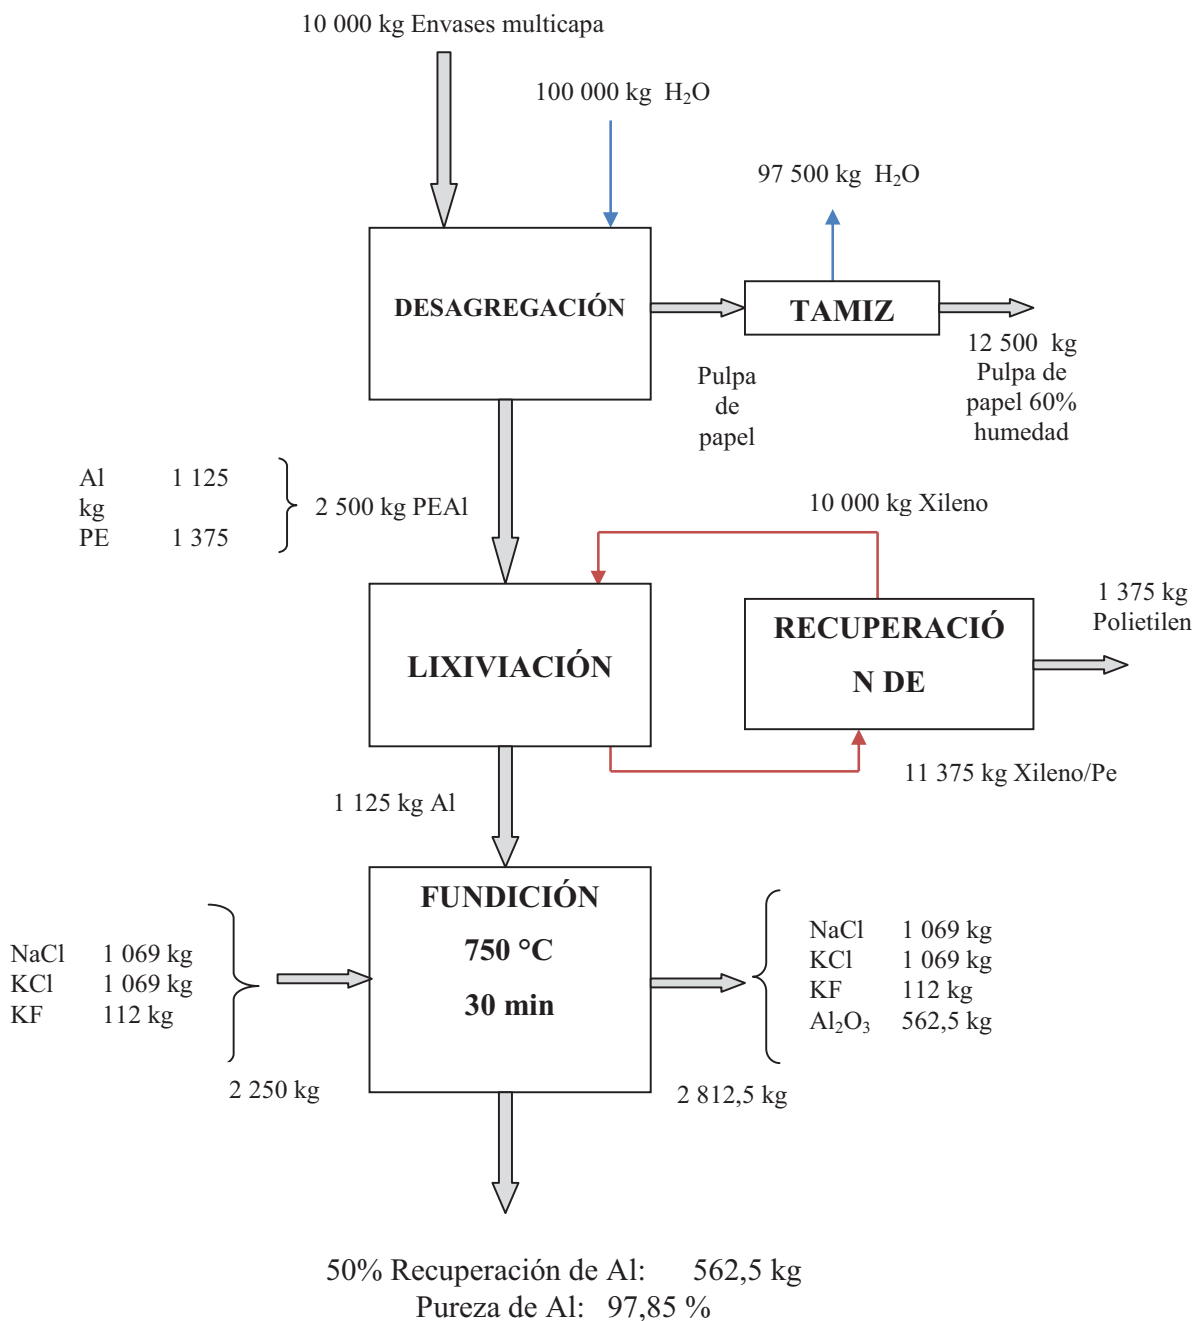 10 000 kg Envases multicapa
100 000 kg H₂O
97 500 kg H₂O
DESAGREGACIÓN
TAMIZ
Pulpa
de
papel
12 500 kg
Pulpa de
papel 60%
humedad
Al 1 125
kg
PE 1 375
2 500 kg PEAl
10 000 kg Xileno
LIXIVIACIÓN
RECUPERACIÓ
N DE
1 375 kg
Polietilen
11 375 kg Xileno/Pe
1 125 kg Al
FUNDICIÓN
750 °C
30 min
NaCl 1 069 kg
KCl 1 069 kg
KF 112 kg
2 250 kg
NaCl 1 069 kg
KCl 1 069 kg
KF 112 kg
Al₂O₃ 562,5 kg
2 812,5 kg
50% Recuperación de Al: 562,5 kg
Pureza de Al: 97,85 %